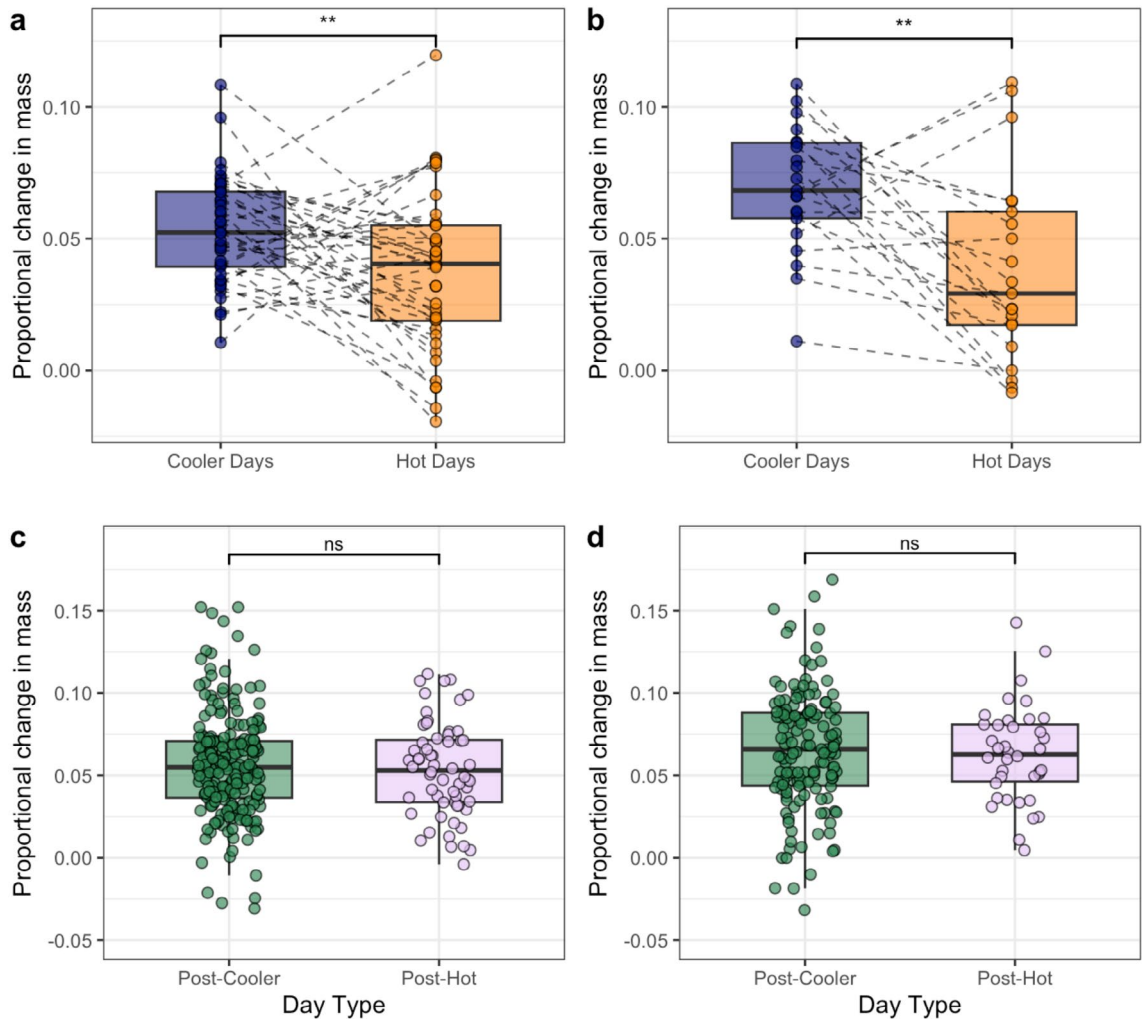 a
**
Proportional change in mass
0.10
0.05
0.00
Cooler Days
Hot Days
b
**
Proportional change in mass
0.10
0.05
0.00
Cooler Days
Hot Days
c
ns
Proportional change in mass
0.15
0.10
0.05
0.00
-0.05
Post-Cooler
Post-Hot
Day Type
d
ns
Proportional change in mass
0.15
0.10
0.05
0.00
-0.05
Post-Cooler
Post-Hot
Day Type